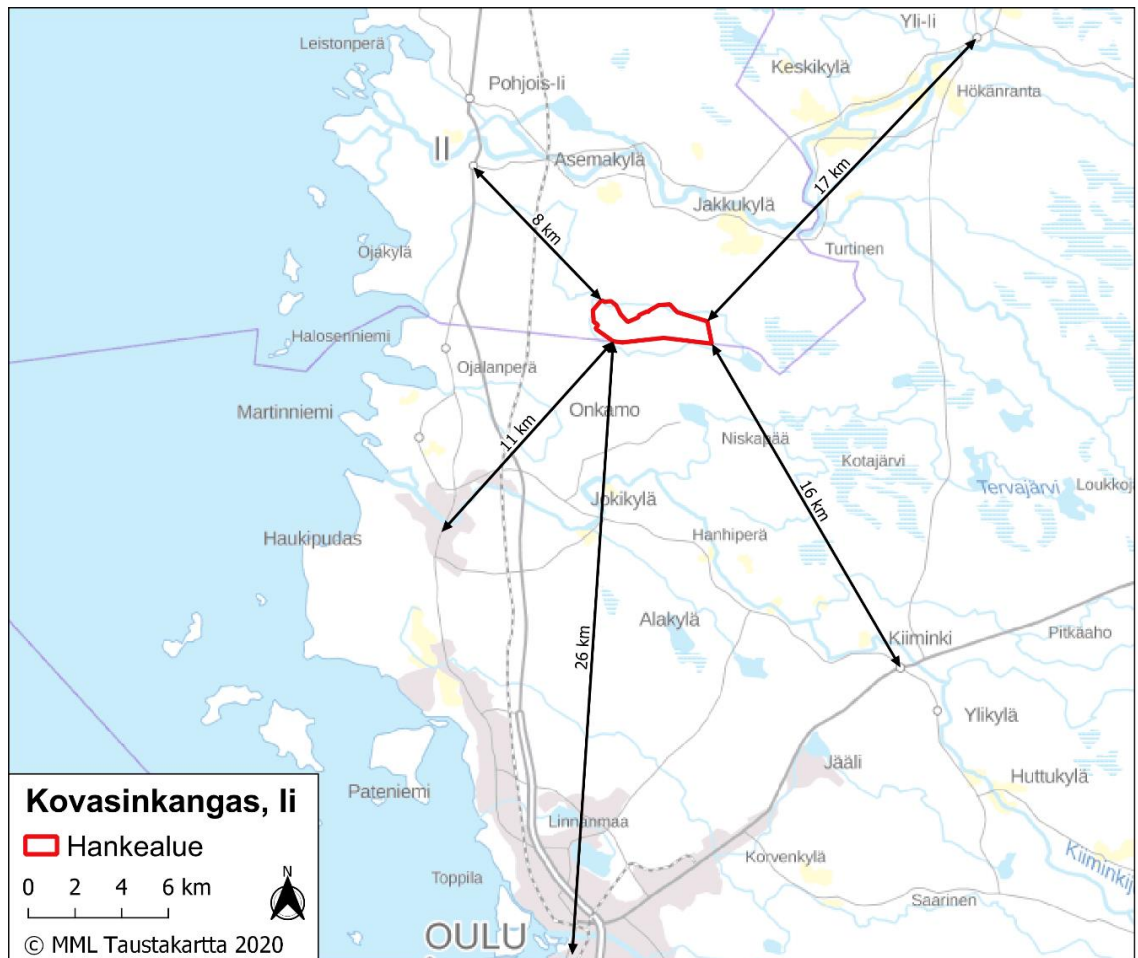 Leistonperä
Yli-Ii
Keskikylä
Pohjois-Ii
Hökänranta
II
Asemakylä
17 km
Jakkukylä
8 km
Ojakylä
Turtinen
Halosenniemi
Ojalanperä
Martinniemi
Onkamo
11 km
Niskapää
Kotajärvi
Tervajärvi
Loukkoj
16 km
Jokikylä
Haukipudas
Hanhiperä
Alakylä
26 km
Kiiminki
Pitkäaho
Ylikylä
Jääli
Huttukylä
Pateniemi
Linnanmaa
Korvenkylä
Kiiminkij
Toppila
Saarinen
OULU
Kovasinkangas, Ii
Hankealue
0 2 4 6 km
N
© MML Taustakartta 2020